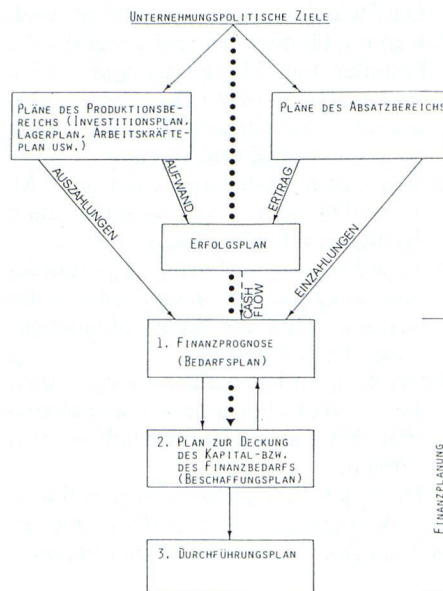 UNTERNEHMUNGSPOLITISCHE ZIELE
PLÄNE DES PRODUKTIONSBE-
REICHS (INVESTITIONSPLAN,
LAGERPLAN, ARBEITSKRÄFTE-
PLAN USW.)
PLÄNE DES ABSATZBEREICHS
AUSZAHLUNGEN
AUFWAND
ERTRAG
EINZAHLUNGEN
ERFOLGSPLAN
CASH
FLOW
1. FINANZPROGNOSE
(BEDARFSPLAN)
2. PLAN ZUR DECKUNG
DES KAPITAL-BZW.
DES FINANZBEDARFS
(BESCHAFFUNGSPLAN)
3. DURCHFÜHRUNGSPLAN
FINANZPLANUNG